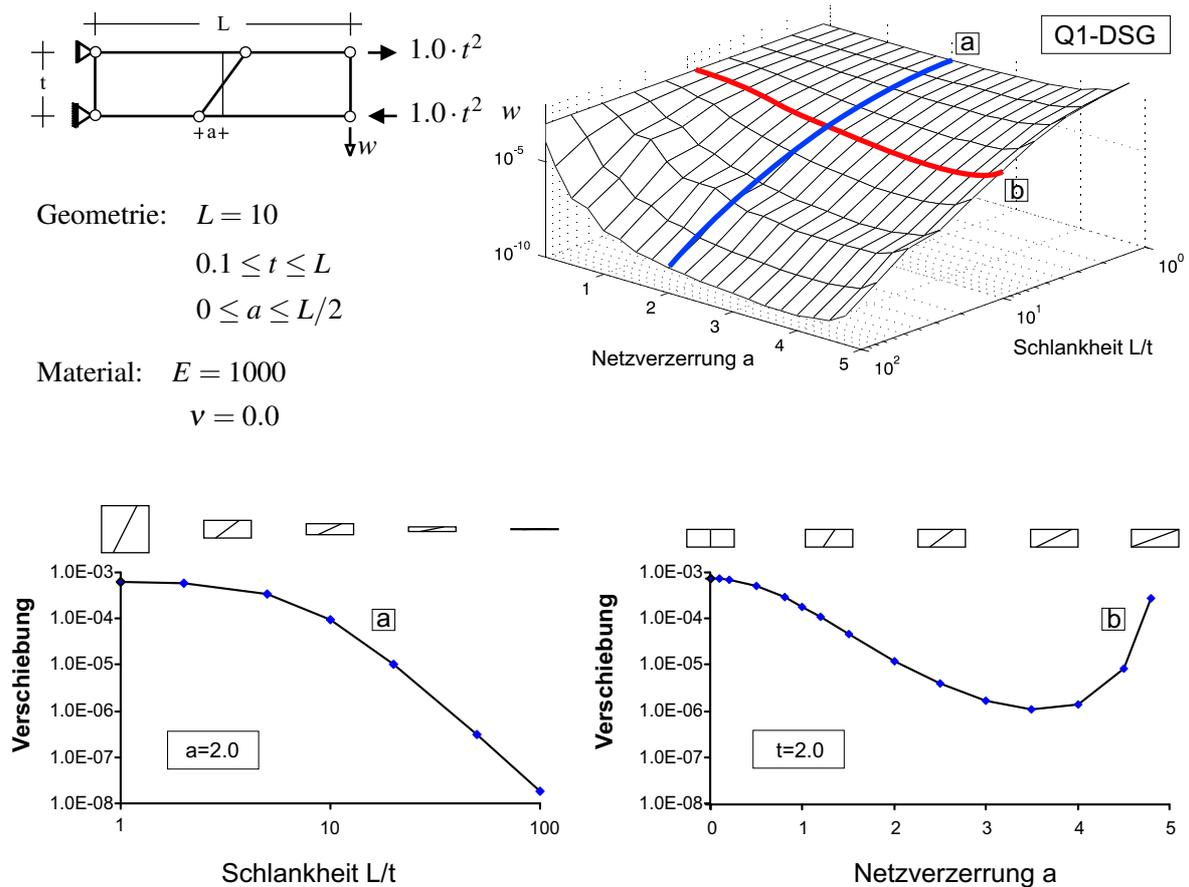 L
t
1.0 · t²
1.0 · t²
+a+
w
Geometrie: L = 10
0.1 ≤ t ≤ L
0 ≤ a ≤ L/2
Material: E = 1000
ν = 0.0
Q1-DSG
a
b
w
10⁻⁵
10⁻¹⁰
1
2
3
4
5
Netzverzerrung a
10⁰
10¹
10²
Schlankheit L/t
1.0E-03
1.0E-04
1.0E-05
1.0E-06
1.0E-07
1.0E-08
Verschiebung
a
a=2.0
1 10 100
Schlankheit L/t
1.0E-03
1.0E-04
1.0E-05
1.0E-06
1.0E-07
1.0E-08
Verschiebung
b
t=2.0
0 1 2 3 4 5
Netzverzerrung a